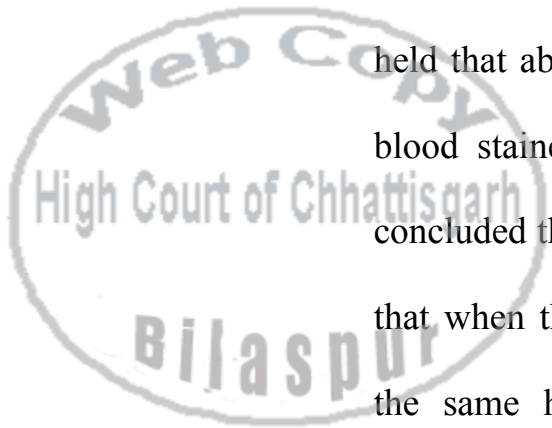 Web Copy
High Court of Chhattisgarh
Bilaspur
held that ab
blood staine
concluded th
that when th
the same h